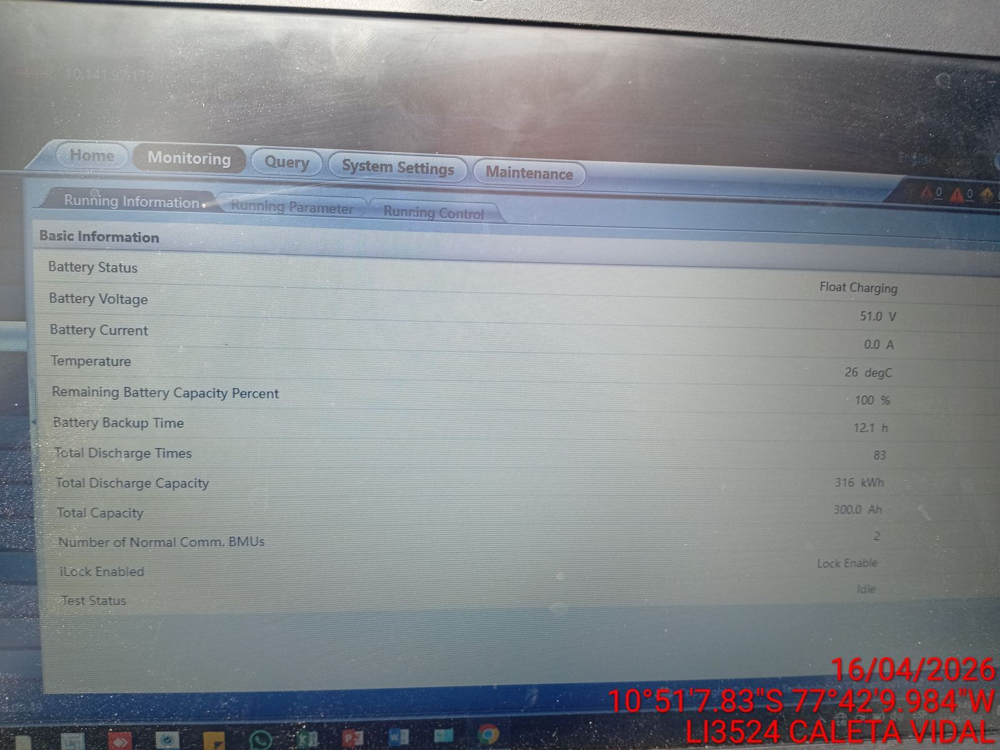 10.141.97.179
Home Monitoring Query System Settings Maintenance
English
0 0
Running Information Running Parameter Running Control
Basic Information
Battery Status Float Charging
Battery Voltage 51.0 V
Battery Current 0.0 A
Temperature 26 degC
Remaining Battery Capacity Percent 100 %
Battery Backup Time 12.1 h
Total Discharge Times 83
Total Discharge Capacity 316 kWh
Total Capacity 300.0 Ah
Number of Normal Comm. BMUs 2
iLock Enabled Lock Enable
Test Status Idle
16/04/2026
10°51'7.83"S 77°42'9.984"W
LI3524 CALETA VIDAL